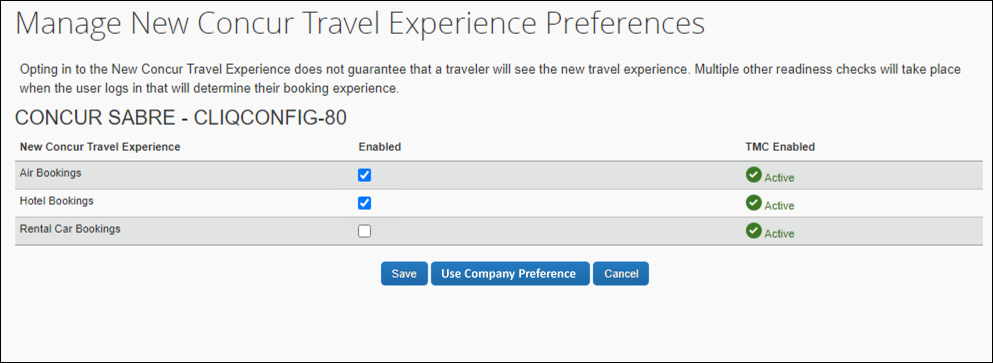 Manage New Concur Travel Experience Preferences
Opting in to the New Concur Travel Experience does not guarantee that a traveler will see the new travel experience. Multiple other readiness checks will take place
when the user logs in that will determine their booking experience.
CONCUR SABRE - CLIQCONFIG-80
New Concur Travel Experience Enabled TMC Enabled
Air Bookings Active
Hotel Bookings Active
Rental Car Bookings Active
Save Use Company Preference Cancel